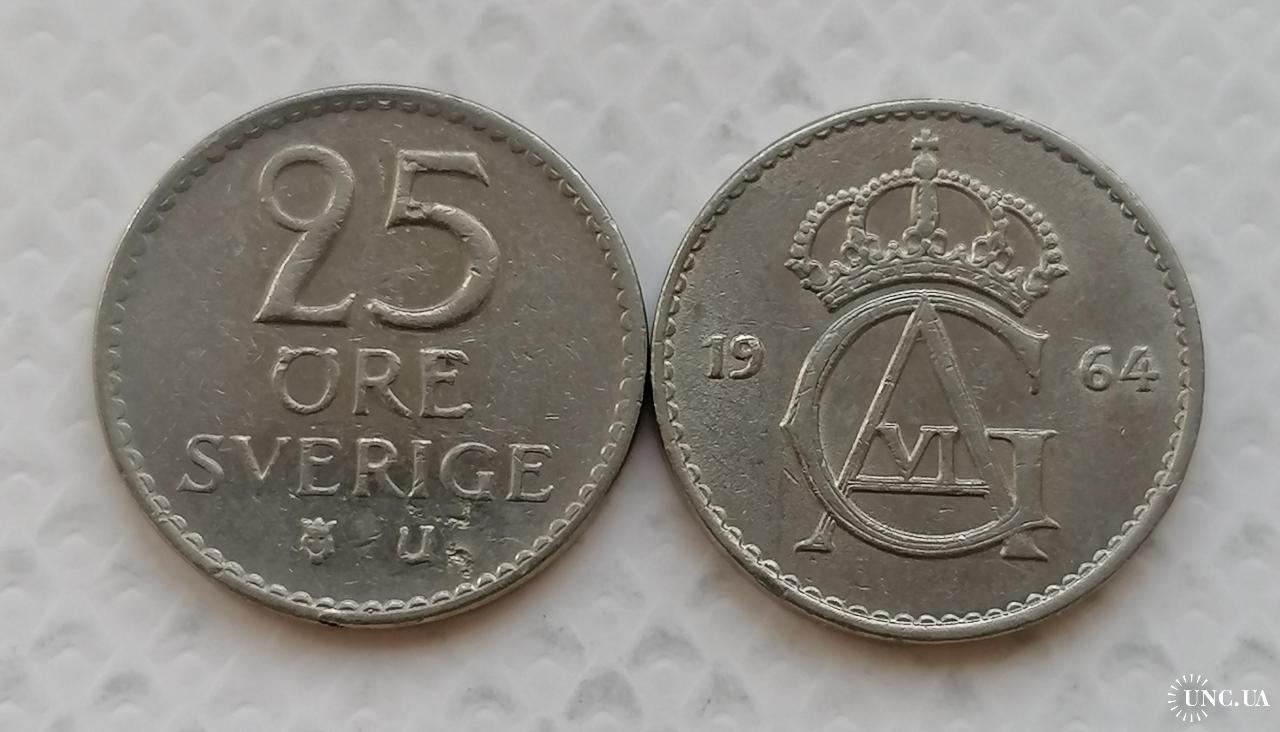 25
ÖRE
SVERIGE
U
19 64
GA
VI
UNC.UA